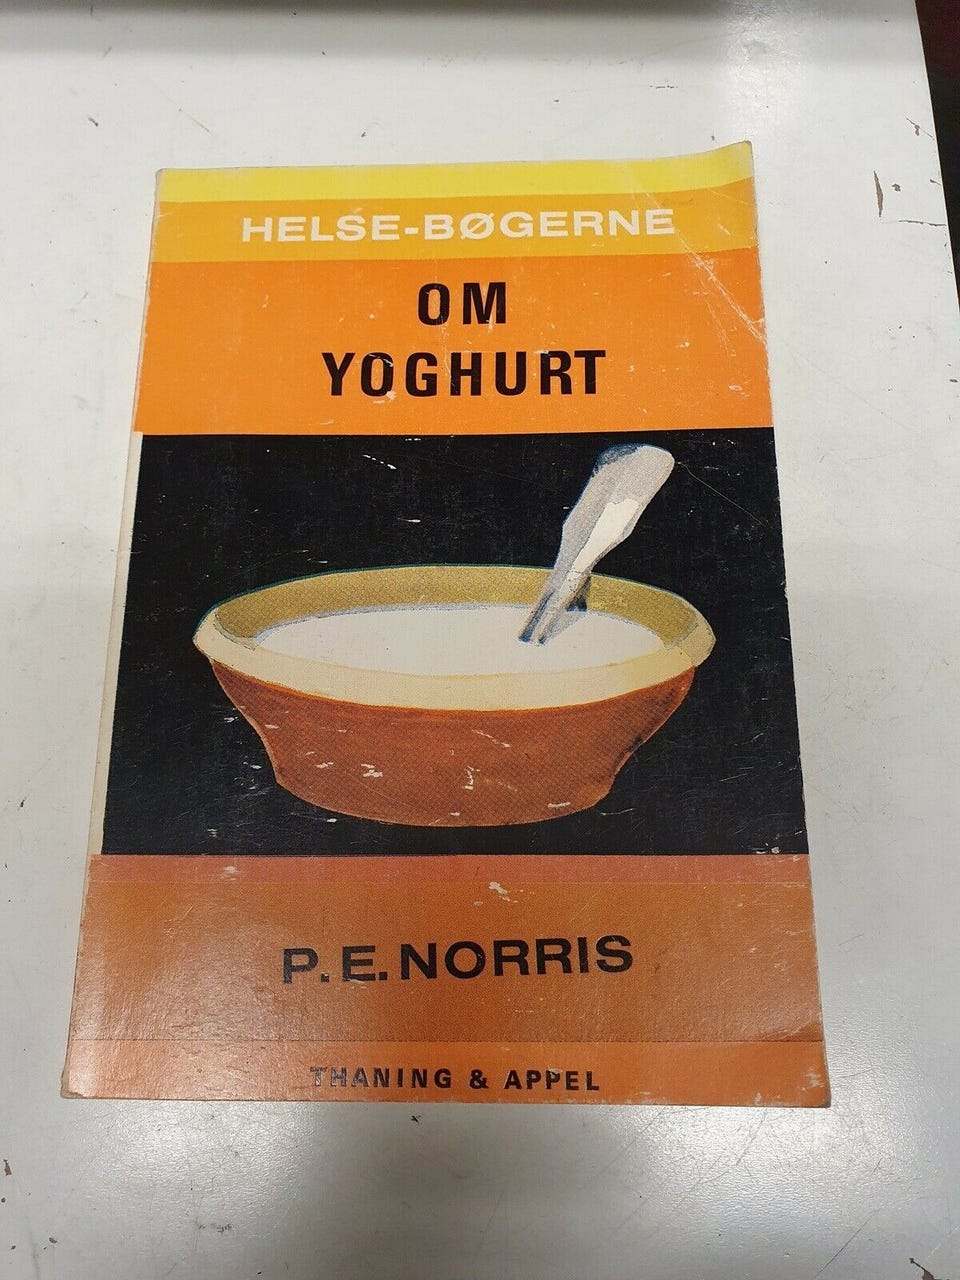 HELSE-BØGERNE
OM
YOGHURT
P.E. NORRIS
THANING & APPEL